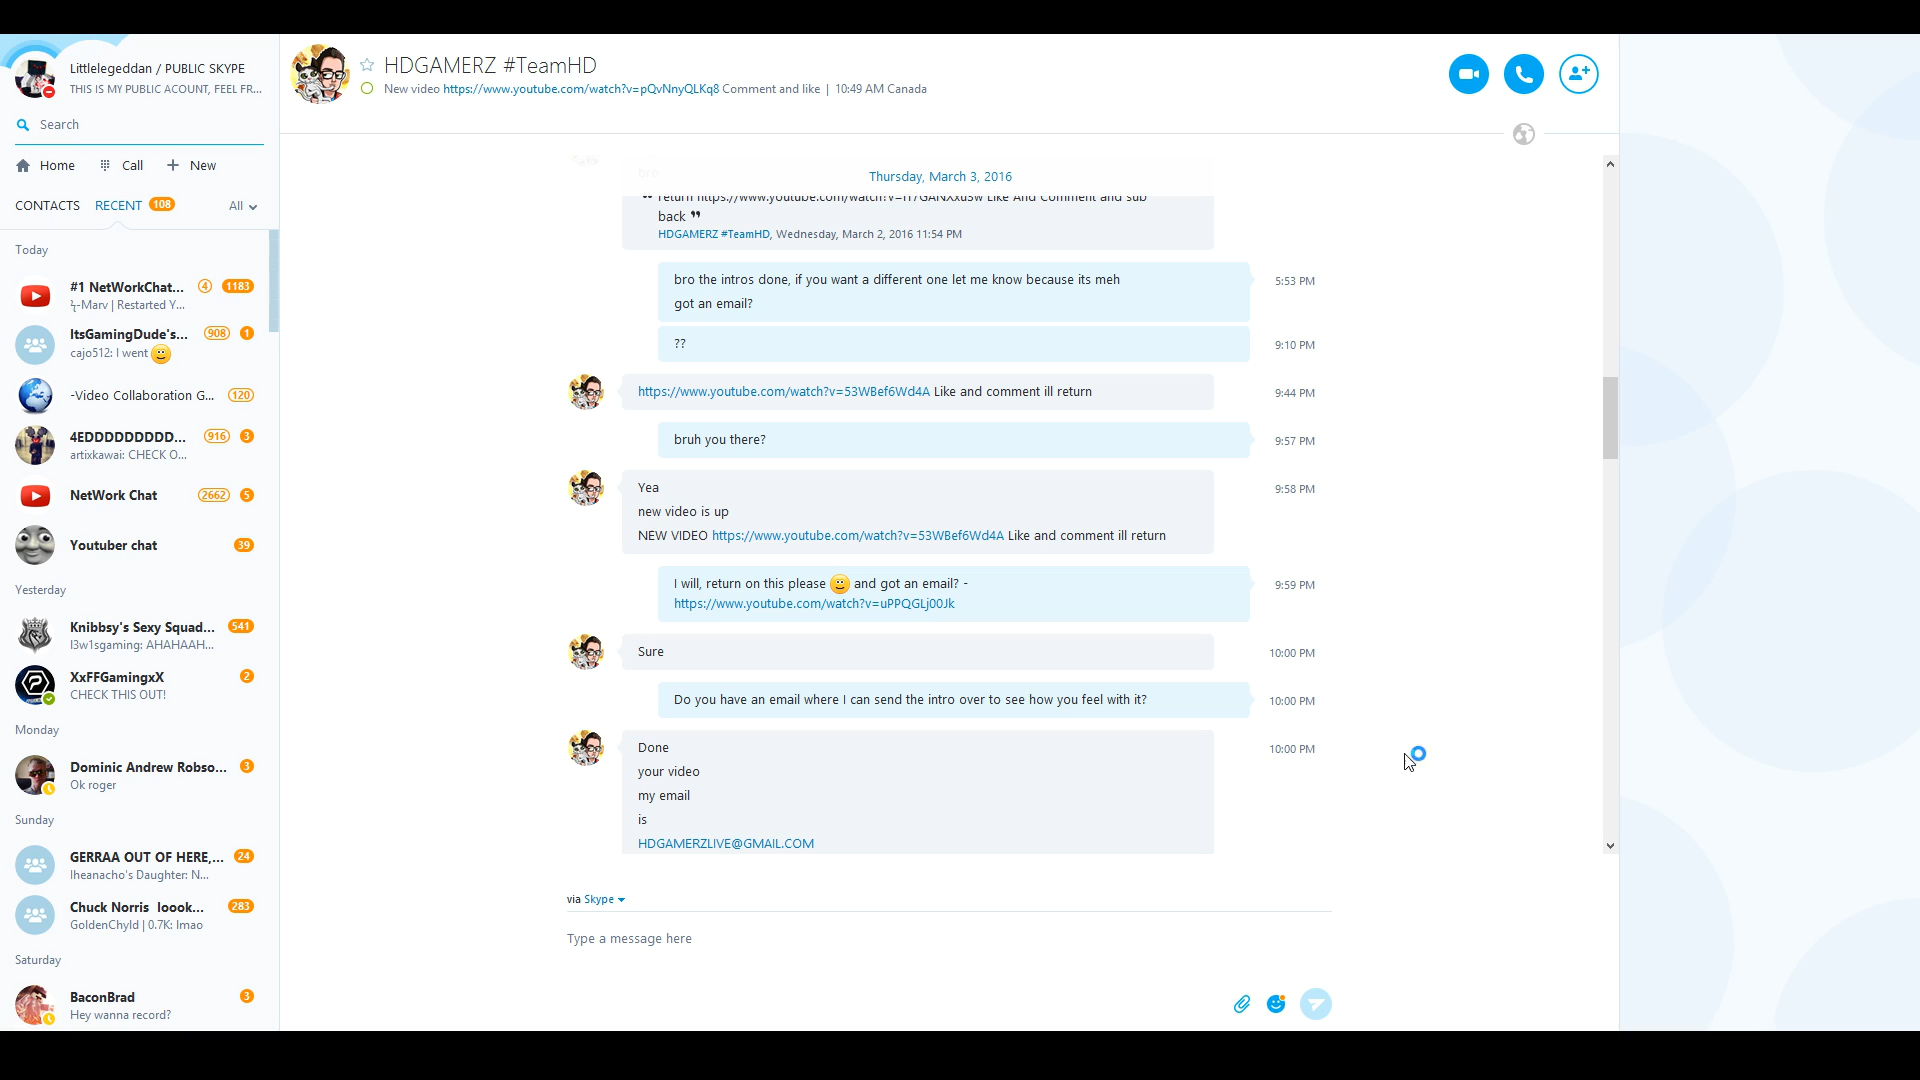 Littlelegeddan / PUBLIC SKYPE
THIS IS MY PUBLIC ACOUNT, FEEL FR...
Search
Home
Call
New
CONTACTS
RECENT 108
All
Today
#1 NetWorkChat... 4 1183
-Marv | Restarted Y...
ItsGamingDude's... 908 1
cajo512: I went
-Video Collaboration G... 120
4EDDDDDDDDD... 916 3
artixkawai: CHECK O...
NetWork Chat 2662 5
Youtuber chat 39
Yesterday
Knibbsy's Sexy Squad... 541
l3w1sgaming: AHAHAAH...
XxFFGamingxX 2
CHECK THIS OUT!
Monday
Dominic Andrew Robso... 3
Ok roger
Sunday
GERRAA OUT OF HERE,... 24
Iheanacho's Daughter: N...
Chuck Norris loook... 283
GoldenChyld | 0.7K: lmao
Saturday
BaconBrad 3
Hey wanna record?
HDGAMERZ #TeamHD
New video https://www.youtube.com/watch?v=pQvNnyQLKq8 Comment and like | 10:49 AM Canada
bro
Thursday, March 3, 2016
return Like And Comment and sub
back ”
HDGAMERZ #TeamHD, Wednesday, March 2, 2016 11:54 PM
bro the intros done, if you want a different one let me know because its meh 5:53 PM
got an email?
?? 9:10 PM
https://www.youtube.com/watch?v=53WBef6Wd4A Like and comment ill return 9:44 PM
bruh you there? 9:57 PM
Yea 9:58 PM
new video is up
NEW VIDEO https://www.youtube.com/watch?v=53WBef6Wd4A Like and comment ill return
I will, return on this please and got an email? - 9:59 PM
https://www.youtube.com/watch?v=uPPQGLj00Jk
Sure 10:00 PM
Do you have an email where I can send the intro over to see how you feel with it? 10:00 PM
Done 10:00 PM
your video
my email
is
HDGAMERZLIVE@GMAIL.COM
via Skype
Type a message here